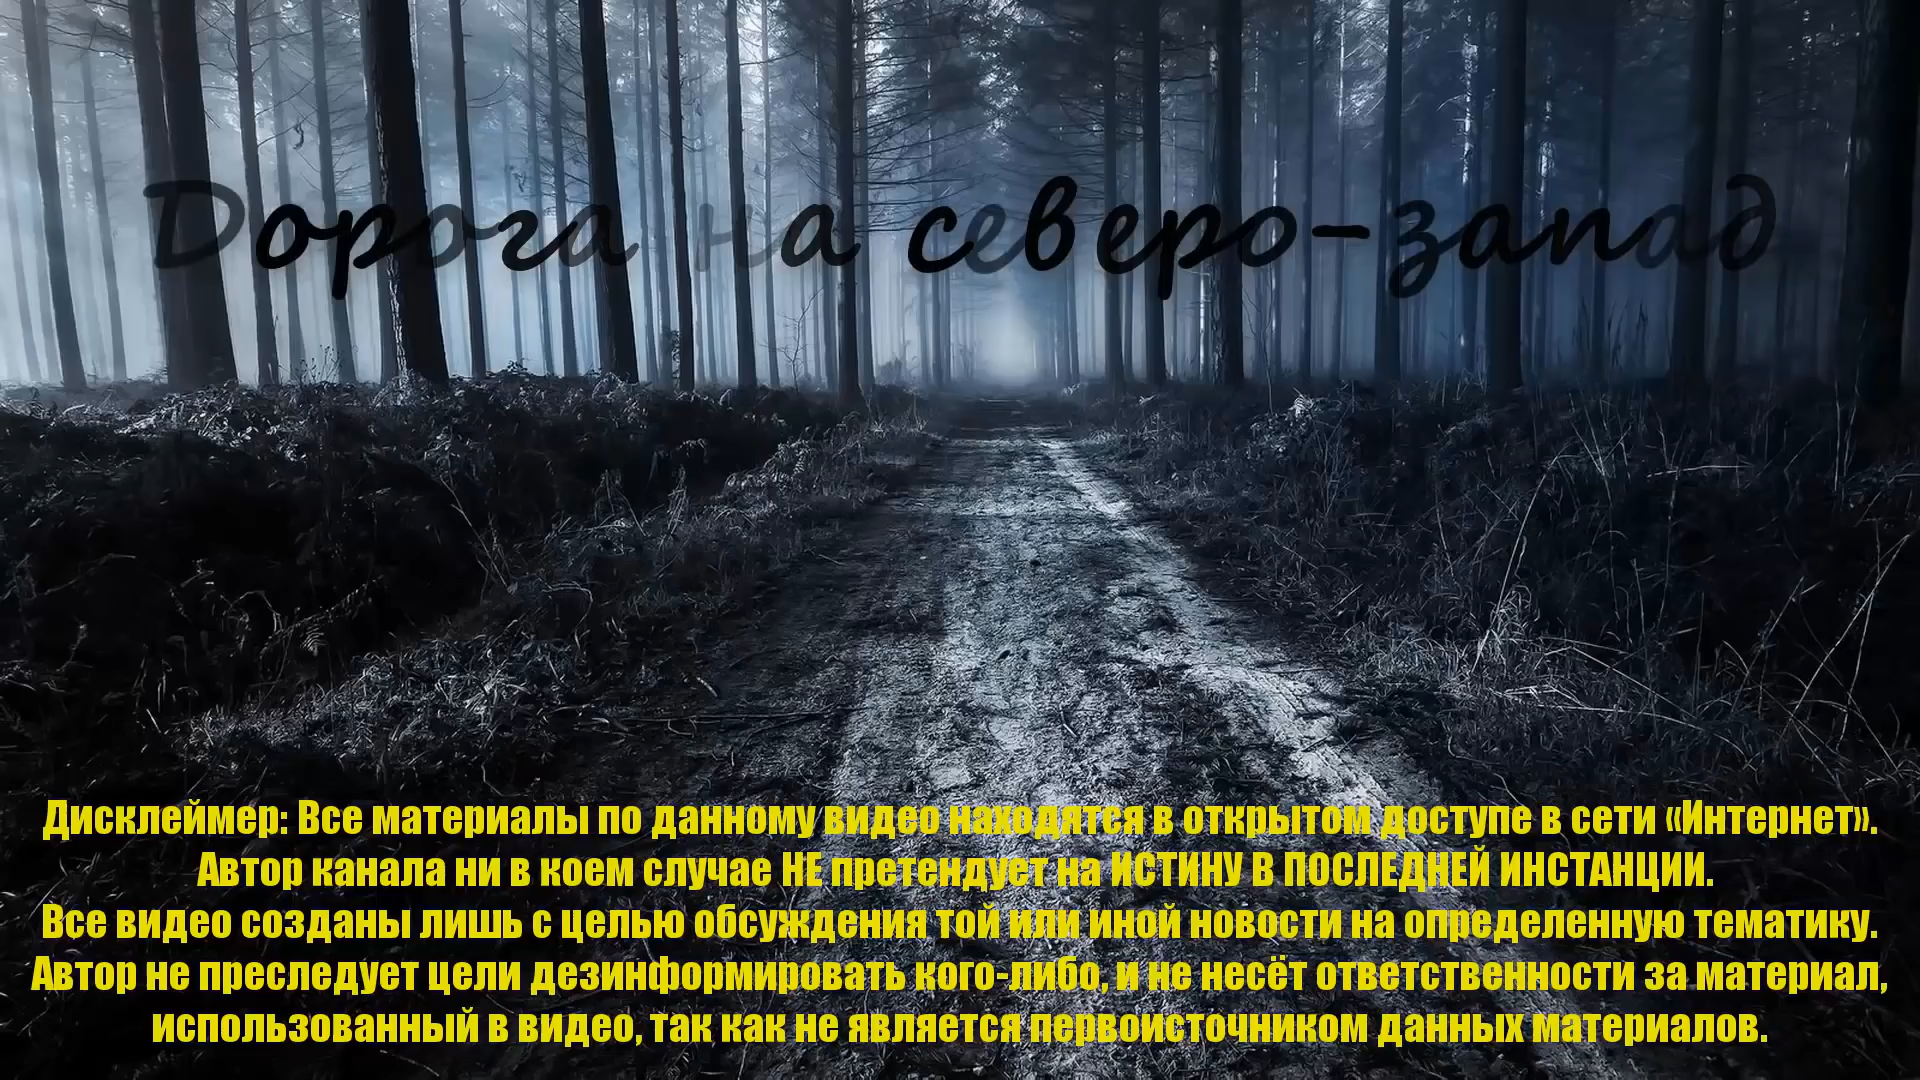 Дорога на северо-запад
Дисклеймер: Все материалы по данному видео находятся в открытом доступе в сети «Интернет».
Автор канала ни в коем случае НЕ претендует на ИСТИНУ В ПОСЛЕДНЕЙ ИНСТАНЦИИ.
Все видео созданы лишь с целью обсуждения той или иной новости на определенную тематику.
Автор не преследует цели дезинформировать кого-либо, и не несёт ответственности за материал,
использованный в видео, так как не является первоисточником данных материалов.